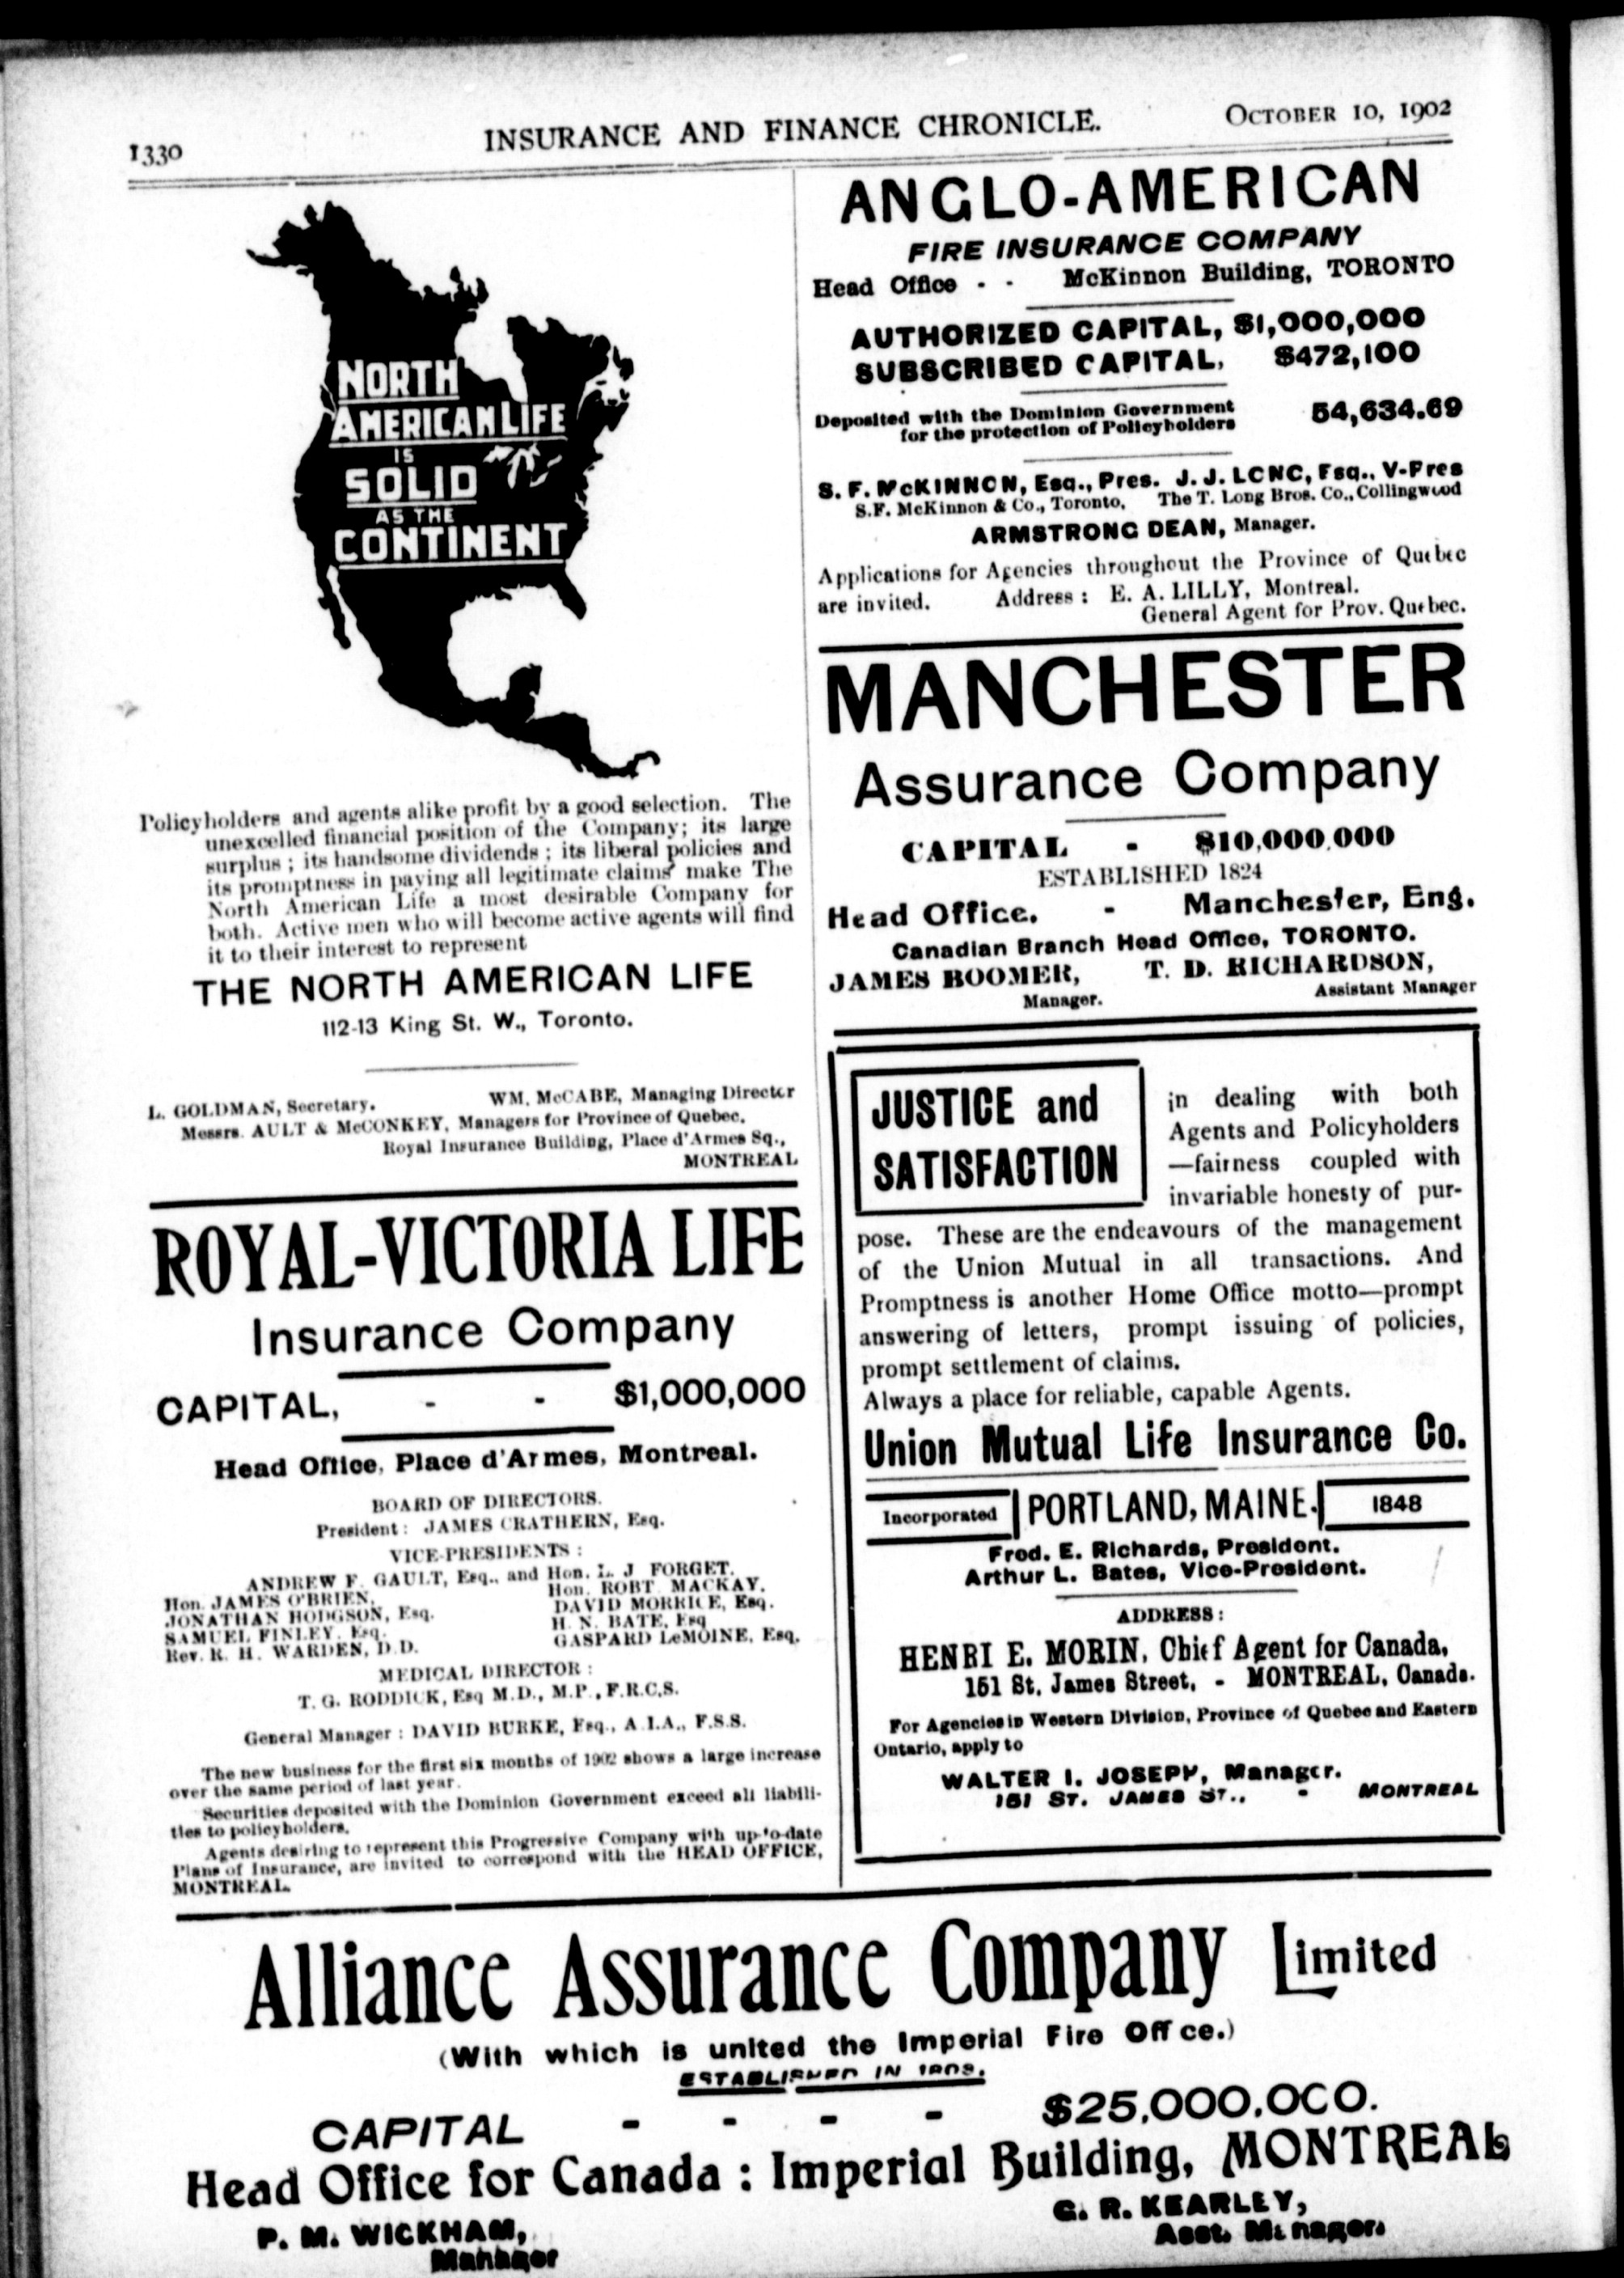 1330
INSURANCE AND FINANCE CHRONICLE.
OCTOBER 10, 1902
NORTH
AMERICAN LIFE
IS
SOLID
AS THE
CONTINENT
Policyholders and agents alike profit by a good selection. The
unexcelled financial position of the Company; its large
surplus; its handsome dividends; its liberal policies and
its promptness in paying all legitimate claims make The
North American Life a most desirable Company for
both. Active men who will become active agents will find
it to their interest to represent
THE NORTH AMERICAN LIFE
112-13 King St. W., Toronto.
L. GOLDMAN, Secretary. WM. McCABE, Managing Director
Messrs. AULT & McCONKEY, Managers for Province of Quebec.
Royal Insurance Building, Place d'Armes Sq.,
MONTREAL
ROYAL-VICTORIA LIFE
Insurance Company
CAPITAL, - - $1,000,000
Head Office, Place d'Armes, Montreal.
BOARD OF DIRECTORS.
President: JAMES CRATHERN, Esq.
VICE-PRESIDENTS:
ANDREW F. GAULT, Esq., and Hon. L. J FORGET.
Hon. JAMES O'BRIEN, Hon. ROBT MACKAY.
JONATHAN HODGSON, Esq. DAVID MORRICE, Esq.
SAMUEL FINLEY, Esq. H. N. BATE, Esq
Rev. R. H. WARDEN, D.D. GASPARD LeMOINE, Esq.
MEDICAL DIRECTOR:
T. G. RODDICK, Esq M.D., M.P., F.R.C.S.
General Manager: DAVID BURKE, Esq., A.I.A., F.S.S.
The new business for the first six months of 1902 shows a large increase
over the same period of last year.
Securities deposited with the Dominion Government exceed all liabili-
ties to policyholders.
Agents desiring to represent this Progressive Company with up-to-date
Plans of Insurance, are invited to correspond with the HEAD OFFICE,
MONTREAL.
ANGLO-AMERICAN
FIRE INSURANCE COMPANY
Head Office - - McKinnon Building, TORONTO
AUTHORIZED CAPITAL, $1,000,000
SUBSCRIBED CAPITAL, $472,100
Deposited with the Dominion Government
for the protection of Policyholders 54,634.69
S. F. McKINNON, Esq., Pres. J. J. LONG, Esq., V-Pres
S.F. McKinnon & Co., Toronto, The T. Long Bros. Co., Collingwood
ARMSTRONG DEAN, Manager.
Applications for Agencies throughout the Province of Quebec
are invited. Address: E. A. LILLY, Montreal.
General Agent for Prov. Quebec.
MANCHESTER
Assurance Company
CAPITAL - $10,000,000
ESTABLISHED 1824
Head Office, - Manchester, Eng.
Canadian Branch Head Office, TORONTO.
JAMES BOOMER, T. D. RICHARDSON,
Manager. Assistant Manager
JUSTICE and
SATISFACTION
in dealing with both
Agents and Policyholders
—fairness coupled with
invariable honesty of pur-
pose. These are the endeavours of the management
of the Union Mutual in all transactions. And
Promptness is another Home Office motto—prompt
answering of letters, prompt issuing of policies,
prompt settlement of claims.
Always a place for reliable, capable Agents.
Union Mutual Life Insurance Co.
Incorporated PORTLAND, MAINE. 1848
Fred. E. Richards, President.
Arthur L. Bates, Vice-President.
ADDRESS:
HENRI E. MORIN, Chief Agent for Canada,
151 St. James Street, - MONTREAL, Canada.
For Agencies in Western Division, Province of Quebec and Eastern
Ontario, apply to
WALTER I. JOSEPH, Manager.
151 ST. JAMES ST., - MONTREAL
Alliance Assurance Company Limited
(With which is united the Imperial Fire Office.)
ESTABLISHED IN
CAPITAL - - - - $25,000,000.
Head Office for Canada: Imperial Building, MONTREAL
P. M. WICKHAM, G. R. KEARLEY,
Manager Asst. Manager.